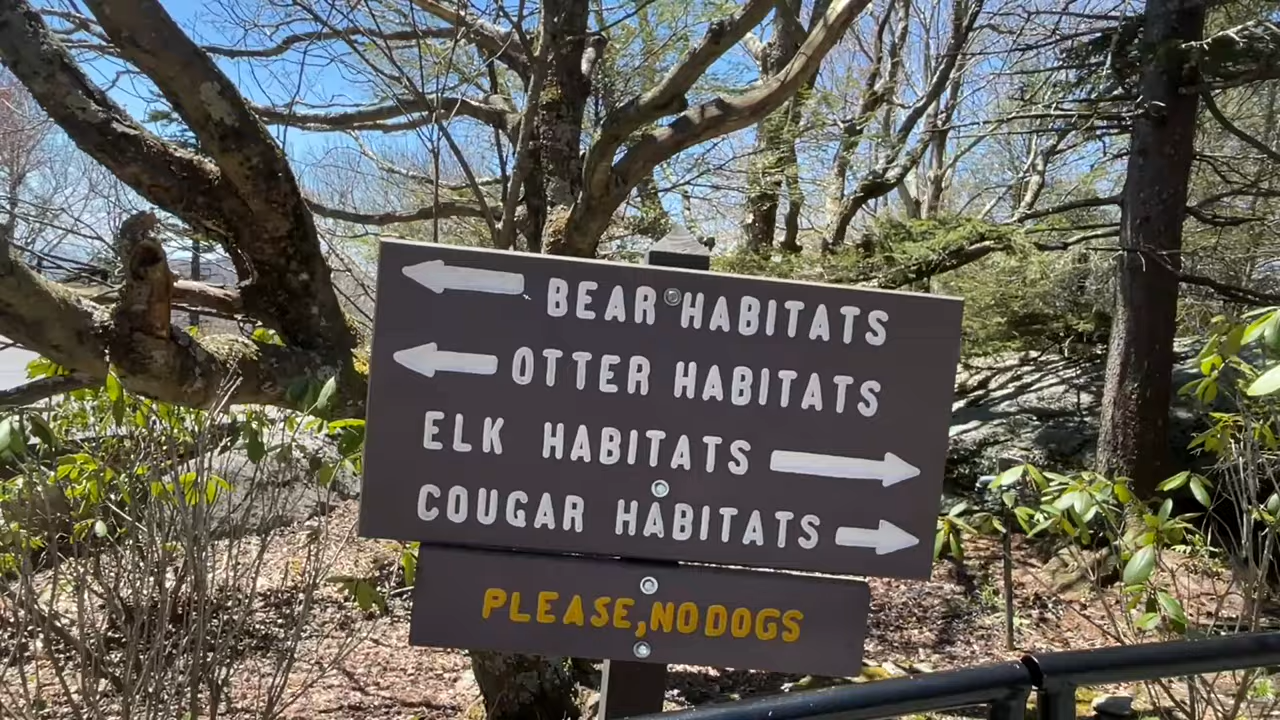 BEAR HABITATS
OTTER HABITATS
ELK HABITATS
COUGAR HABITATS
PLEASE, NO DOGS